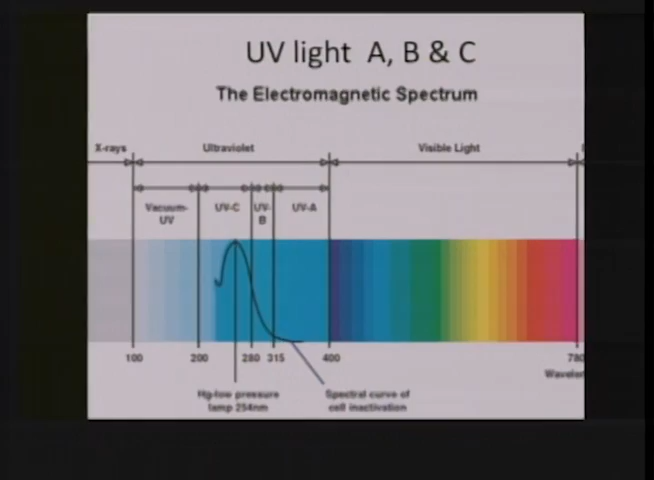 UV light A, B & C
The Electromagnetic Spectrum
X-rays Ultraviolet Visible Light
Vacuum-
UV
UV-C
UV-
B
UV-A
100 200 280 315 400 780
Hg-low pressure
lamp 254nm
Spectral curve of
cell inactivation